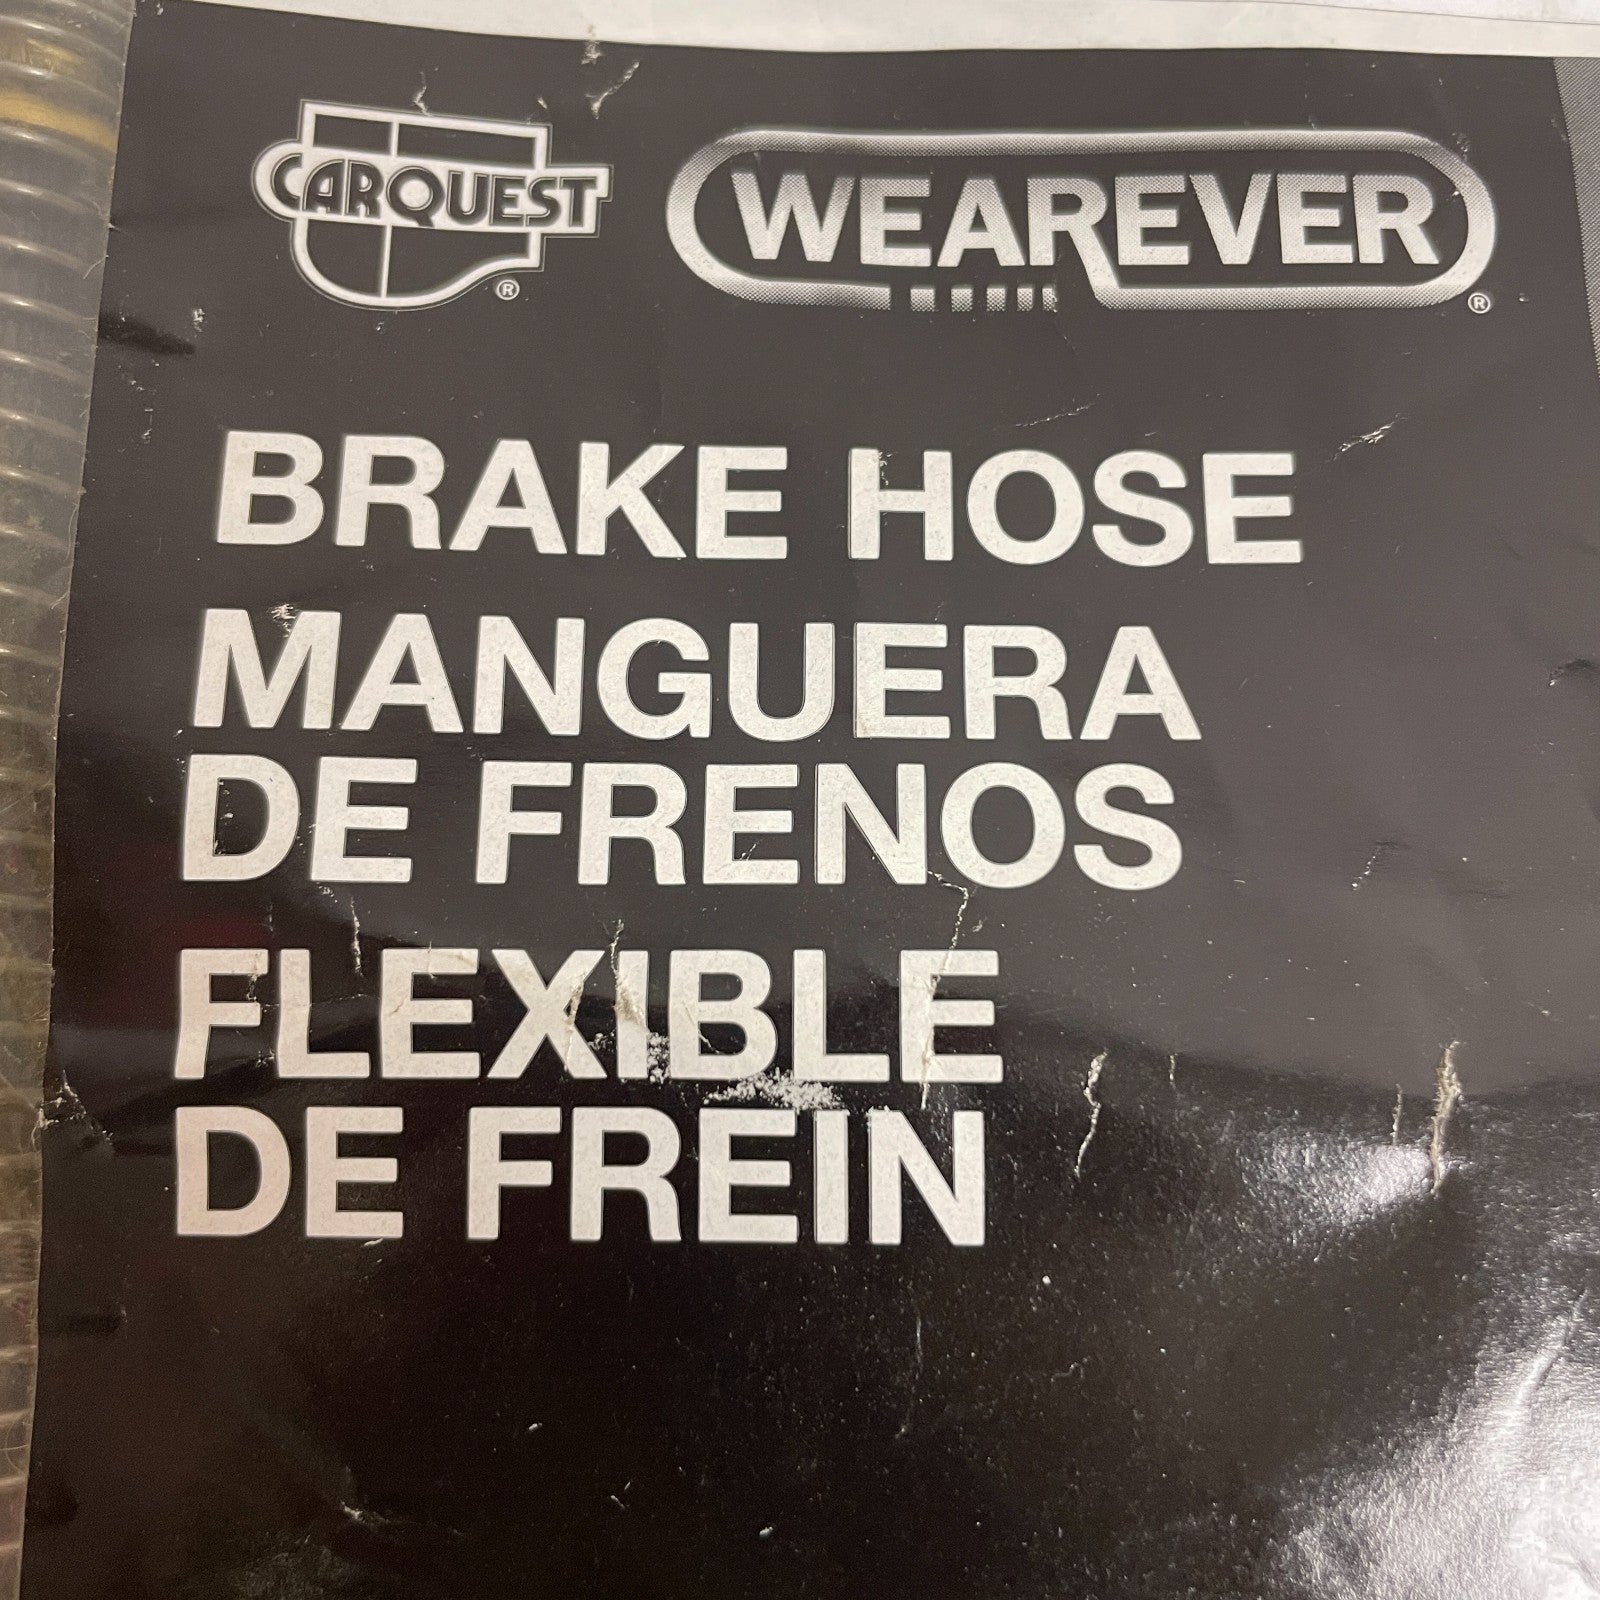 CARQUEST ®
WEAREVER ®
BRAKE HOSE
MANGUERA
DE FRENOS
FLEXIBLE
DE FREIN